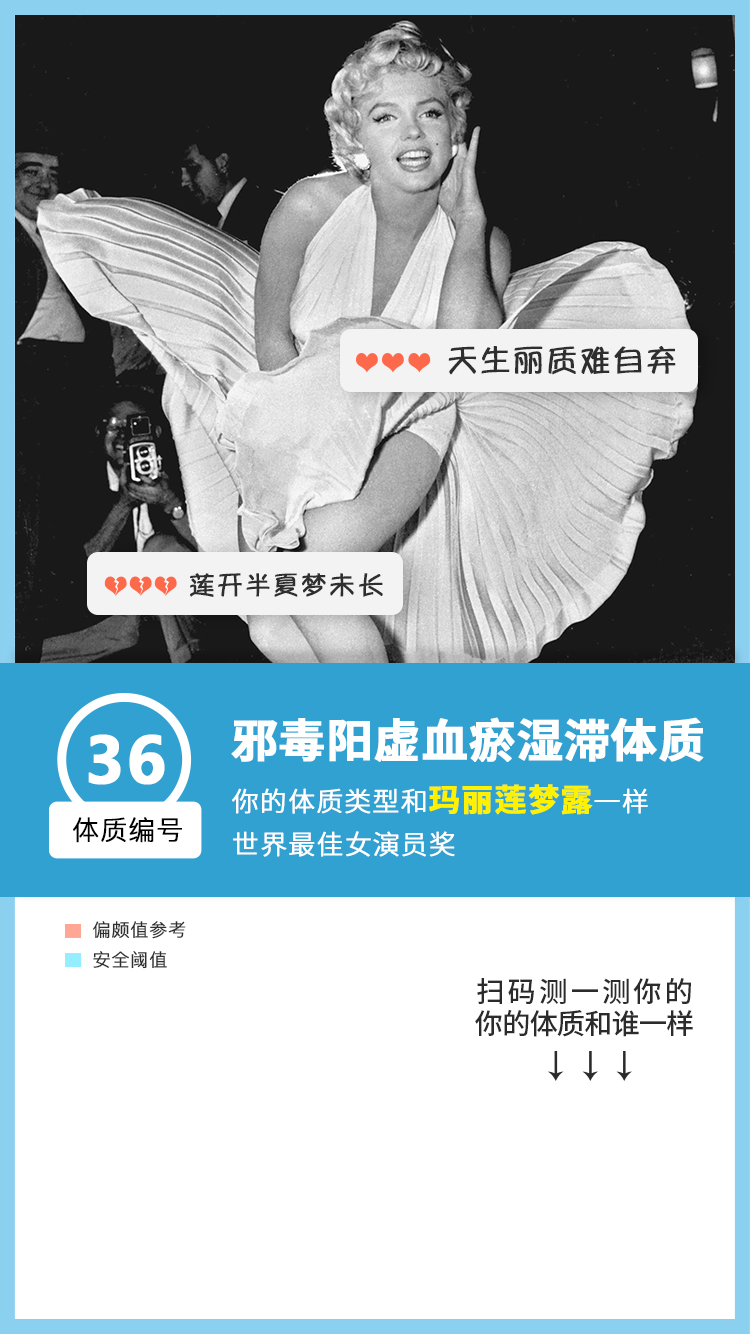 天生丽质难自弃
莲开半夏梦未长
36
体质编号
邪毒阳虚血瘀湿滞体质
你的体质类型和玛丽莲梦露一样
世界最佳女演员奖
偏颇值参考
安全阈值
扫码测一测你的
你的体质和谁一样
↓ ↓ ↓